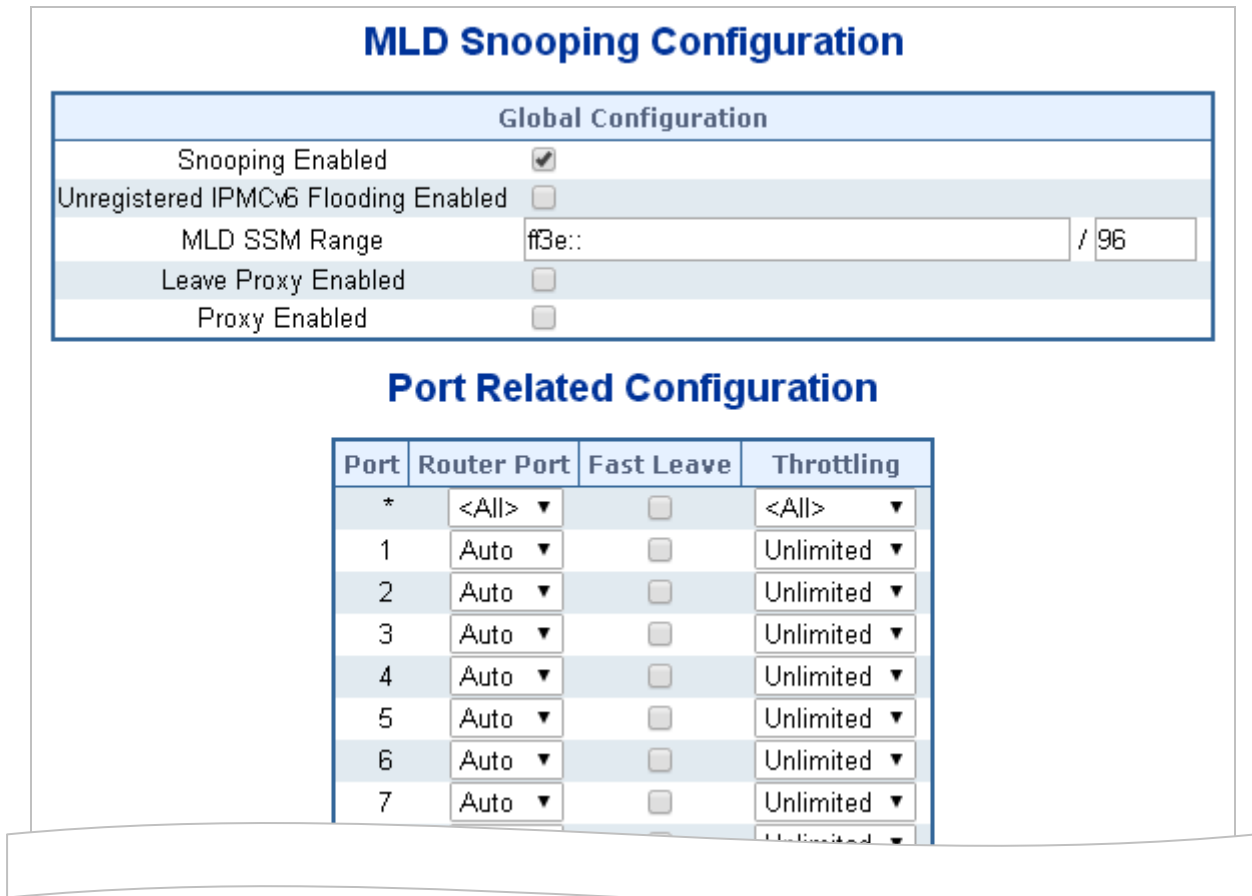 MLD Snooping Configuration
Global Configuration
Snooping Enabled
Unregistered IPMCv6 Flooding Enabled
MLD SSM Range ff3e:: / 96
Leave Proxy Enabled
Proxy Enabled
Port Related Configuration
Port Router Port Fast Leave Throttling
* <All> <All>
1 Auto Unlimited
2 Auto Unlimited
3 Auto Unlimited
4 Auto Unlimited
5 Auto Unlimited
6 Auto Unlimited
7 Auto Unlimited
Unlimited